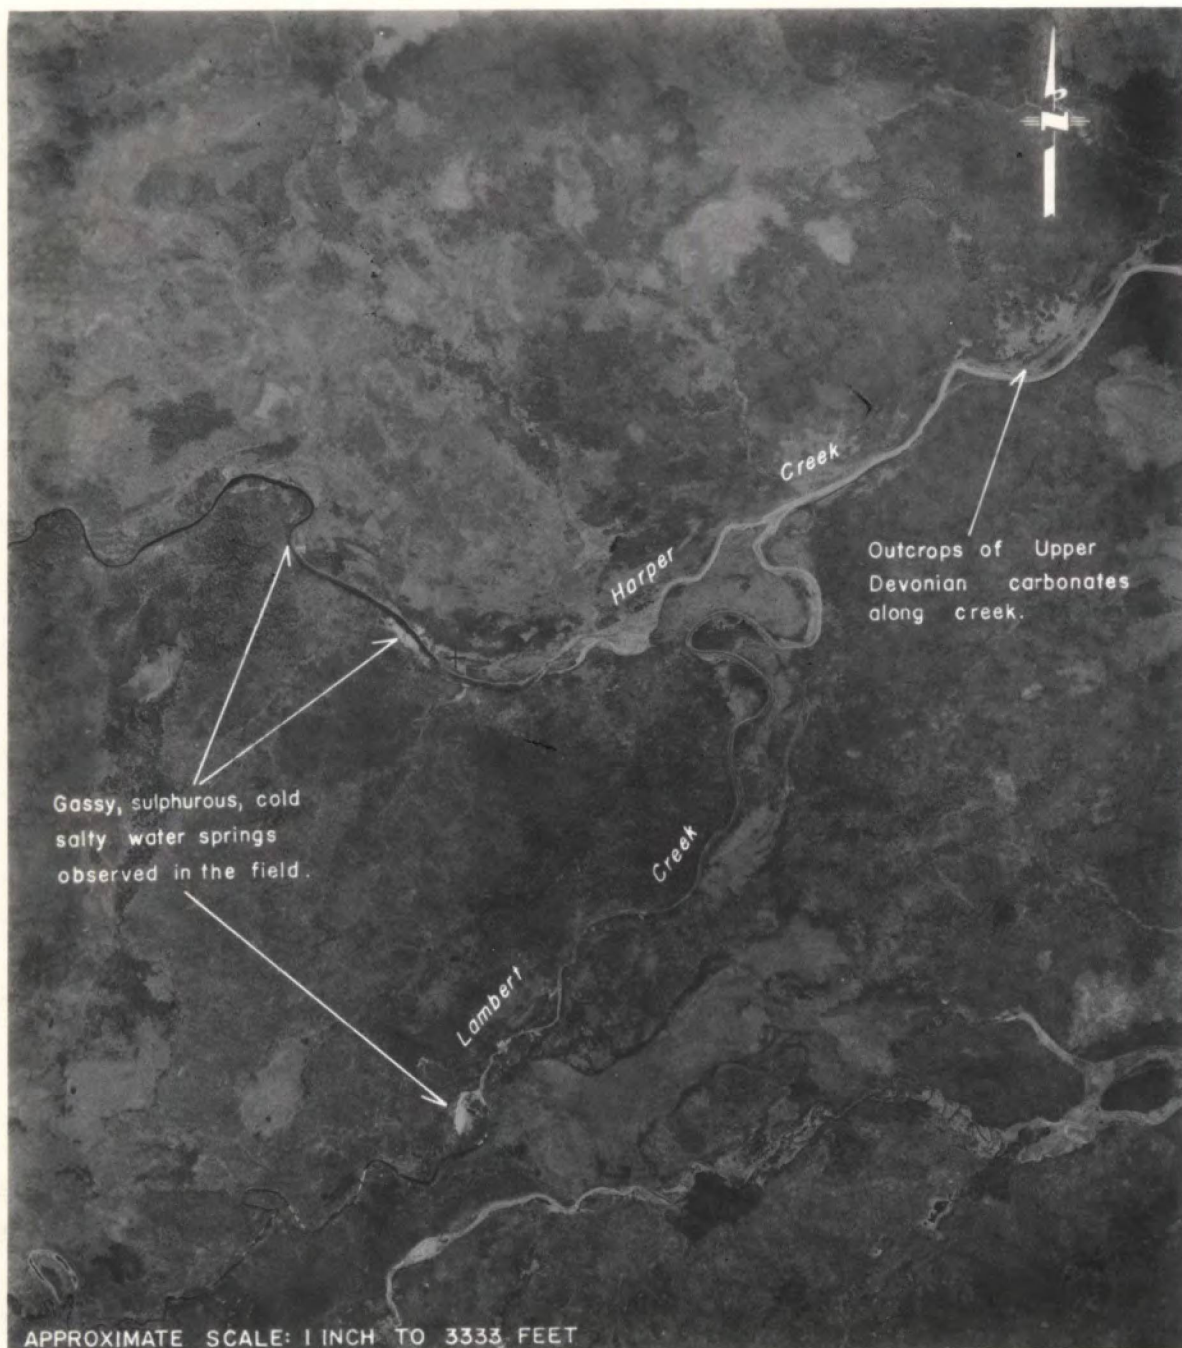 N
Creek
Harper
Outcrops of Upper
Devonian carbonates
along creek.
Gassy, sulphurous, cold
salty water springs
observed in the field.
Creek
Lambert
APPROXIMATE SCALE: 1 INCH TO 3333 FEET